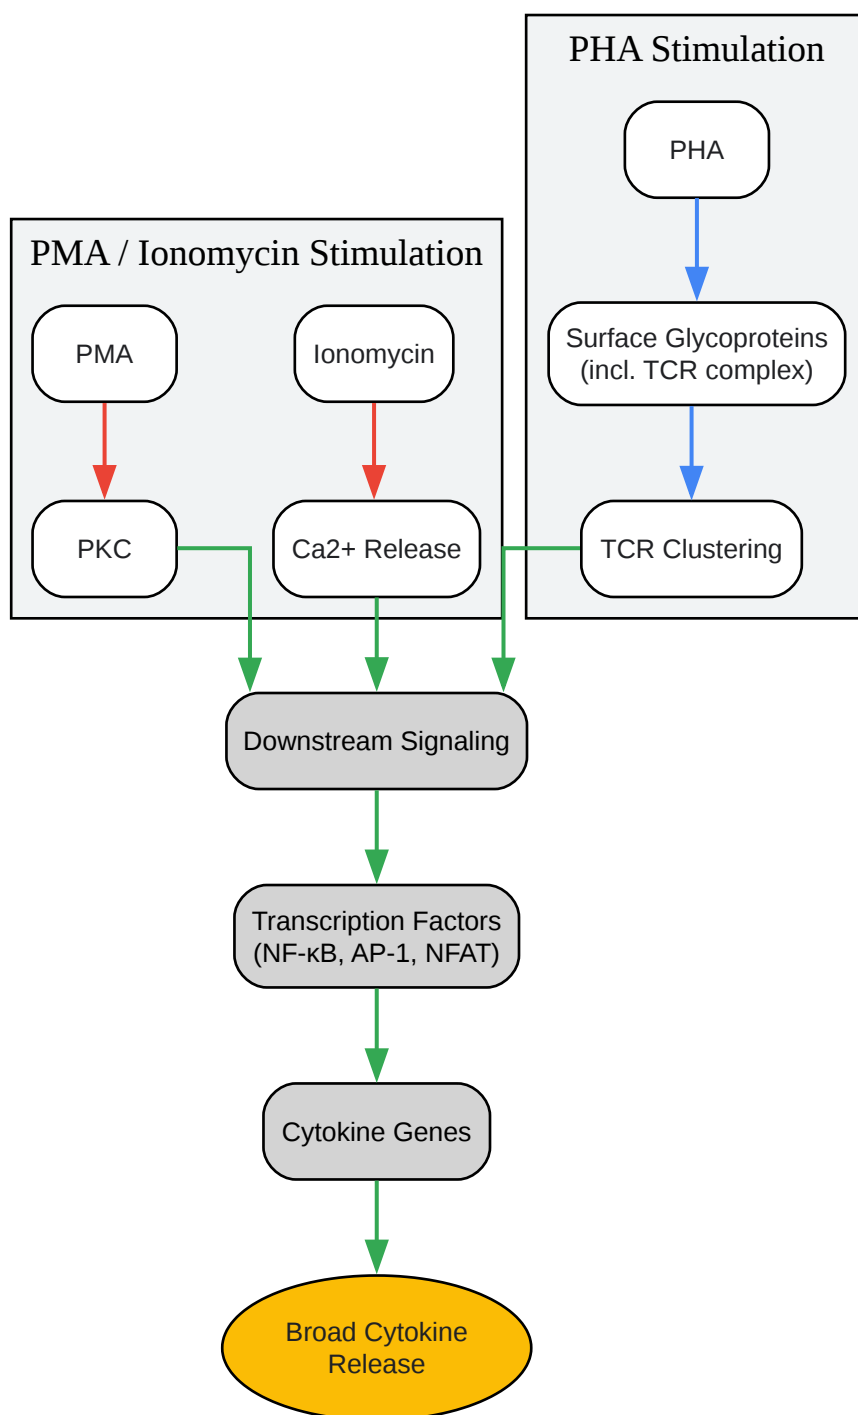 PHA Stimulation
PHA
PMA / Ionomycin Stimulation
Surface Glycoproteins
(incl. TCR complex)
PMA
Ionomycin
PKC
Ca2+ Release
TCR Clustering
Downstream Signaling
Transcription Factors
(NF-κB, AP-1, NFAT)
Cytokine Genes
Broad Cytokine
Release